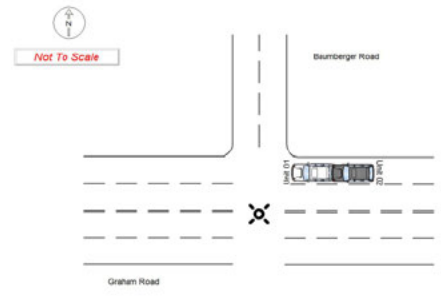 N
Not To Scale
Baumberger Road
Unit 01
Unit 02
Graham Road